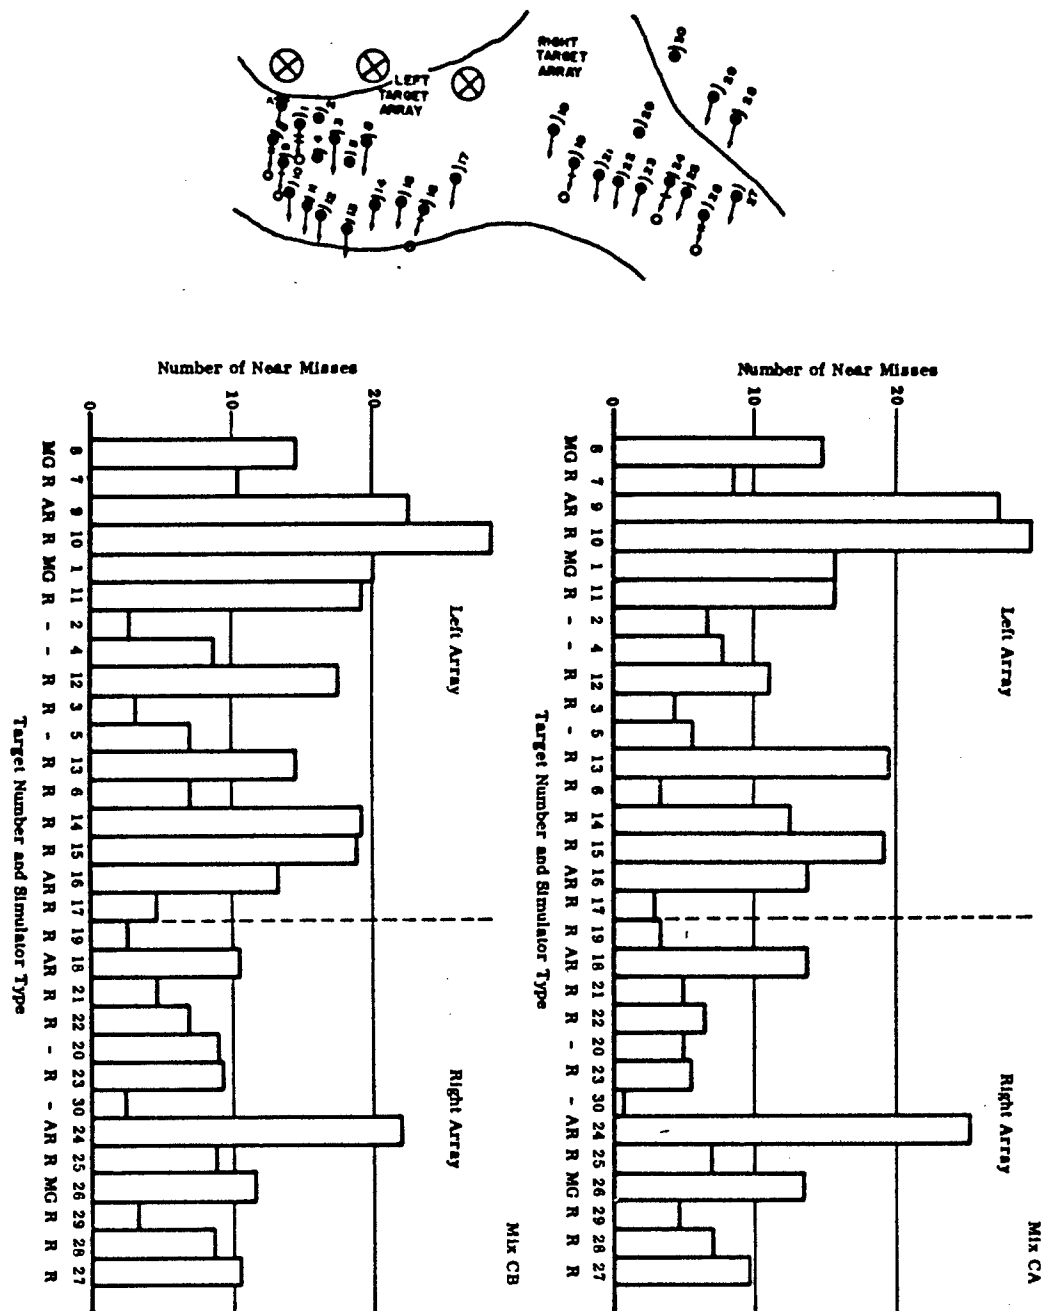 RIGHT
TARGET
ARRAY
LEFT
TARGET
ARRAY
Mix CA
Left Array
Right Array
Number of Near Misses
0
10
20
8 7 9 10 1 11 2 4 12 3 5 13 6 14 15 16 17 19 18 21 22 20 23 30 24 25 26 29 28 27
MG R AR R MG R - - R R - R R R R AR R R AR R R - R - AR R MG R R R
Target Number and Simulator Type
Mix CB
Left Array
Right Array
Number of Near Misses
0
10
20
8 7 9 10 1 11 2 4 12 3 5 13 6 14 15 16 17 19 18 21 22 20 23 30 24 25 26 29 28 27
MG R AR R MG R - - R R - R R R R AR R R AR R R - R - AR R MG R R R
Target Number and Simulator Type